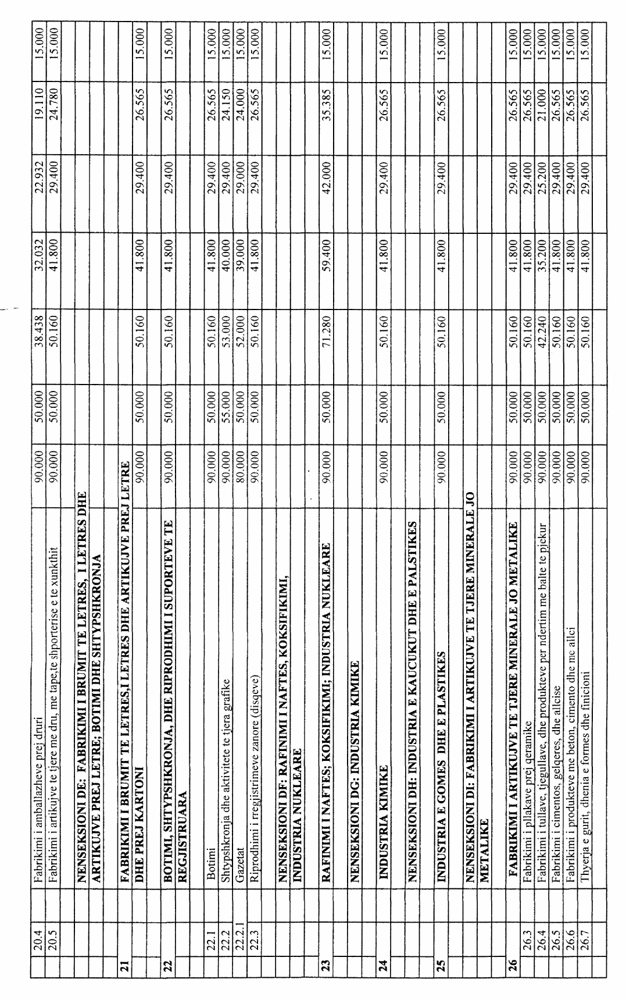 20.4 Fabrikimi i amballazheve prej druri 90.000 50.000 38.438 32.032 22.932 19.110 15.000
20.5 Fabrikimi i artikujve te tjere me dru, me tape,te shporterise e te xunkthit 90.000 50.000 50.160 41.800 29.400 24.780 15.000
NENSEKSIONI DE: FABRIKIMI I BRUMIT TE LETRES, I LETRES DHE
ARTIKUJVE PREJ LETRE; BOTIMI DHE SHTYPSHKRONJA
21 FABRIKIMI I BRUMIT TE LETRES,I LETRES DHE ARTIKUJVE PREJ LETRE
DHE PREJ KARTONI 90.000 50.000 50.160 41.800 29.400 26.565 15.000
22 BOTIMI, SHTYPSHKRONJA, DHE RIPRODHIMI I SUPORTEVE TE 90.000 50.000 50.160 41.800 29.400 26.565 15.000
REGJISTRUARA
22.1 Botimi 90.000 50.000 50.160 41.800 29.400 26.565 15.000
22.2 Shtypshkronja dhe aktivitete te tjera grafike 90.000 55.000 53.000 40.000 29.400 24.150 15.000
22.2.1 Gazetat 80.000 50.000 52.000 39.000 29.000 24.000 15.000
22.3 Riprodhimi i rregjistrimeve zanore (disqeve) 90.000 50.000 50.160 41.800 29.400 26.565 15.000
NENSEKSIONI DF: RAFINIMI I NAFTES, KOKSIFIKIMI,
INDUSTRIA NUKLEARE
23 RAFINIMI I NAFTES; KOKSIFIKIMI; INDUSTRIA NUKLEARE 90.000 50.000 71.280 59.400 42.000 35.385 15.000
NENSEKSIONI DG: INDUSTRIA KIMIKE
24 INDUSTRIA KIMIKE 90.000 50.000 50.160 41.800 29.400 26.565 15.000
NENSEKSIONI DH: INDUSTRIA E KAUCUKUT DHE E PALSTIKES
25 INDUSTRIA E GOMES DHE E PLASTIKES 90.000 50.000 50.160 41.800 29.400 26.565 15.000
NENSEKSIONI DI: FABRIKIMI I ARTIKUJVE TE TJERE MINERALE JO
METALIKE
26 FABRIKIMI I ARTIKUJVE TE TJERE MINERALE JO METALIKE 90.000 50.000 50.160 41.800 29.400 26.565 15.000
26.3 Fabrikimi i pllakave prej qeramike 90.000 50.000 50.160 41.800 29.400 26.565 15.000
26.4 Fabrikimi i tullave, tjegullave, dhe produkteve per ndertim me balte te pjekur 90.000 50.000 42.240 35.200 25.200 21.000 15.000
26.5 Fabrikimi i cimentos, gelqeres, dhe allcise 90.000 50.000 50.160 41.800 29.400 26.565 15.000
26.6 Fabrikimi i produkteve me beton, cimento dhe me allci 90.000 50.000 50.160 41.800 29.400 26.565 15.000
26.7 Thyerja e gurit, dhenia e formes dhe finicioni 90.000 50.000 50.160 41.800 29.400 26.565 15.000